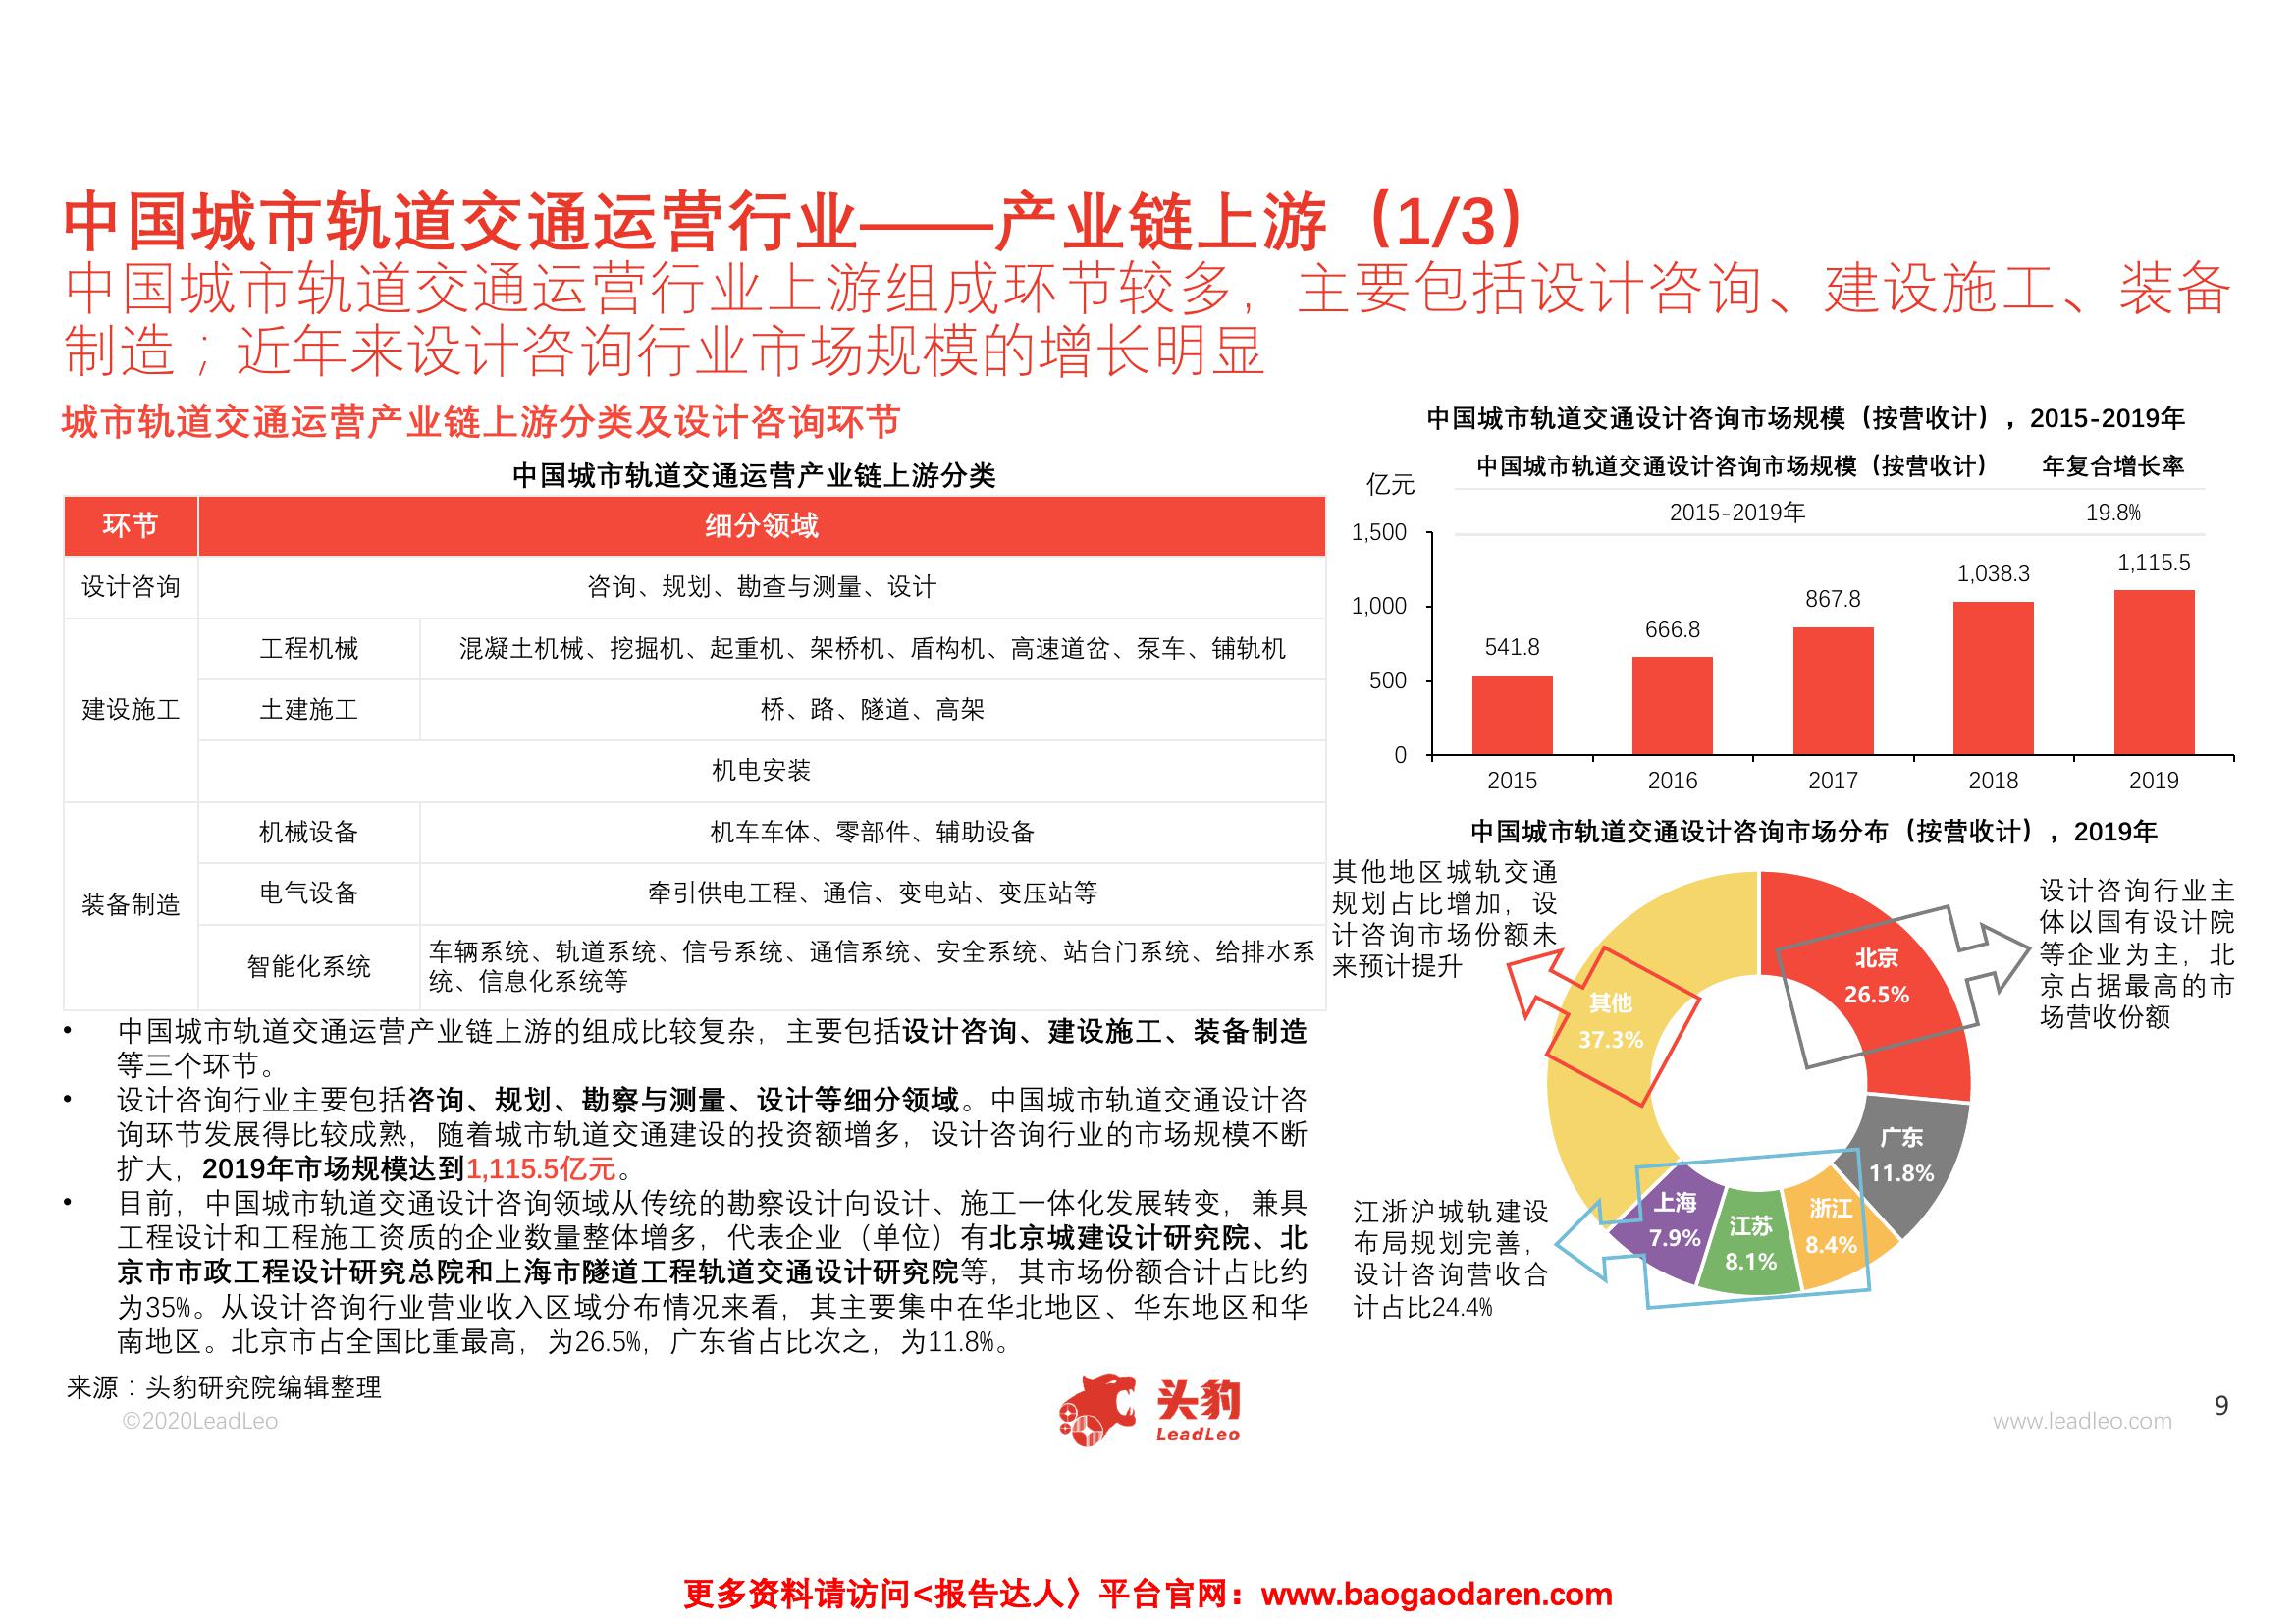 中国城市轨道交通运营行业——产业链上游（1/3）
中国城市轨道交通运营行业上游组成环节较多，主要包括设计咨询、建设施工、装备
制造；近年来设计咨询行业市场规模的增长明显
城市轨道交通运营产业链上游分类及设计咨询环节
中国城市轨道交通运营产业链上游分类
环节 细分领域
设计咨询 咨询、规划、勘查与测量、设计
建设施工
工程机械 混凝土机械、挖掘机、起重机、架桥机、盾构机、高速道岔、泵车、铺轨机
土建施工 桥、路、隧道、高架
机电安装
装备制造
机械设备 机车车体、零部件、辅助设备
电气设备 牵引供电工程、通信、变电站、变压站等
智能化系统
车辆系统、轨道系统、信号系统、通信系统、安全系统、站台门系统、给排水系
统、信息化系统等
• 中国城市轨道交通运营产业链上游的组成比较复杂，主要包括设计咨询、建设施工、装备制造
等三个环节。
• 设计咨询行业主要包括咨询、规划、勘察与测量、设计等细分领域。中国城市轨道交通设计咨
询环节发展得比较成熟，随着城市轨道交通建设的投资额增多，设计咨询行业的市场规模不断
扩大，2019年市场规模达到1,115.5亿元。
• 目前，中国城市轨道交通设计咨询领域从传统的勘察设计向设计、施工一体化发展转变，兼具
工程设计和工程施工资质的企业数量整体增多，代表企业（单位）有北京城建设计研究院、北
京市市政工程设计研究总院和上海市隧道工程轨道交通设计研究院等，其市场份额合计占比约
为35%。从设计咨询行业营业收入区域分布情况来看，其主要集中在华北地区、华东地区和华
南地区。北京市占全国比重最高，为26.5%，广东省占比次之，为11.8%。
中国城市轨道交通设计咨询市场规模（按营收计），2015-2019年
中国城市轨道交通设计咨询市场规模（按营收计） 年复合增长率
2015-2019年 19.8%
亿元
1,500
1,000
500
0
541.8
666.8
867.8
1,038.3
1,115.5
2015 2016 2017 2018 2019
中国城市轨道交通设计咨询市场分布（按营收计），2019年
其他地区城轨交通
规划占比增加，设
计咨询市场份额未
来预计提升
设计咨询行业主
体以国有设计院
等企业为主，北
京占据最高的市
场营收份额
北京
26.5%
其他
37.3%
广东
11.8%
浙江
8.4%
江苏
8.1%
上海
7.9%
江浙沪城轨建设
布局规划完善，
设计咨询营收合
计占比24.4%
来源：头豹研究院编辑整理
©2020LeadLeo
头豹
LeadLeo
www.leadleo.com
9
更多资料请访问<报告达人〉平台官网：www.baogaodaren.com